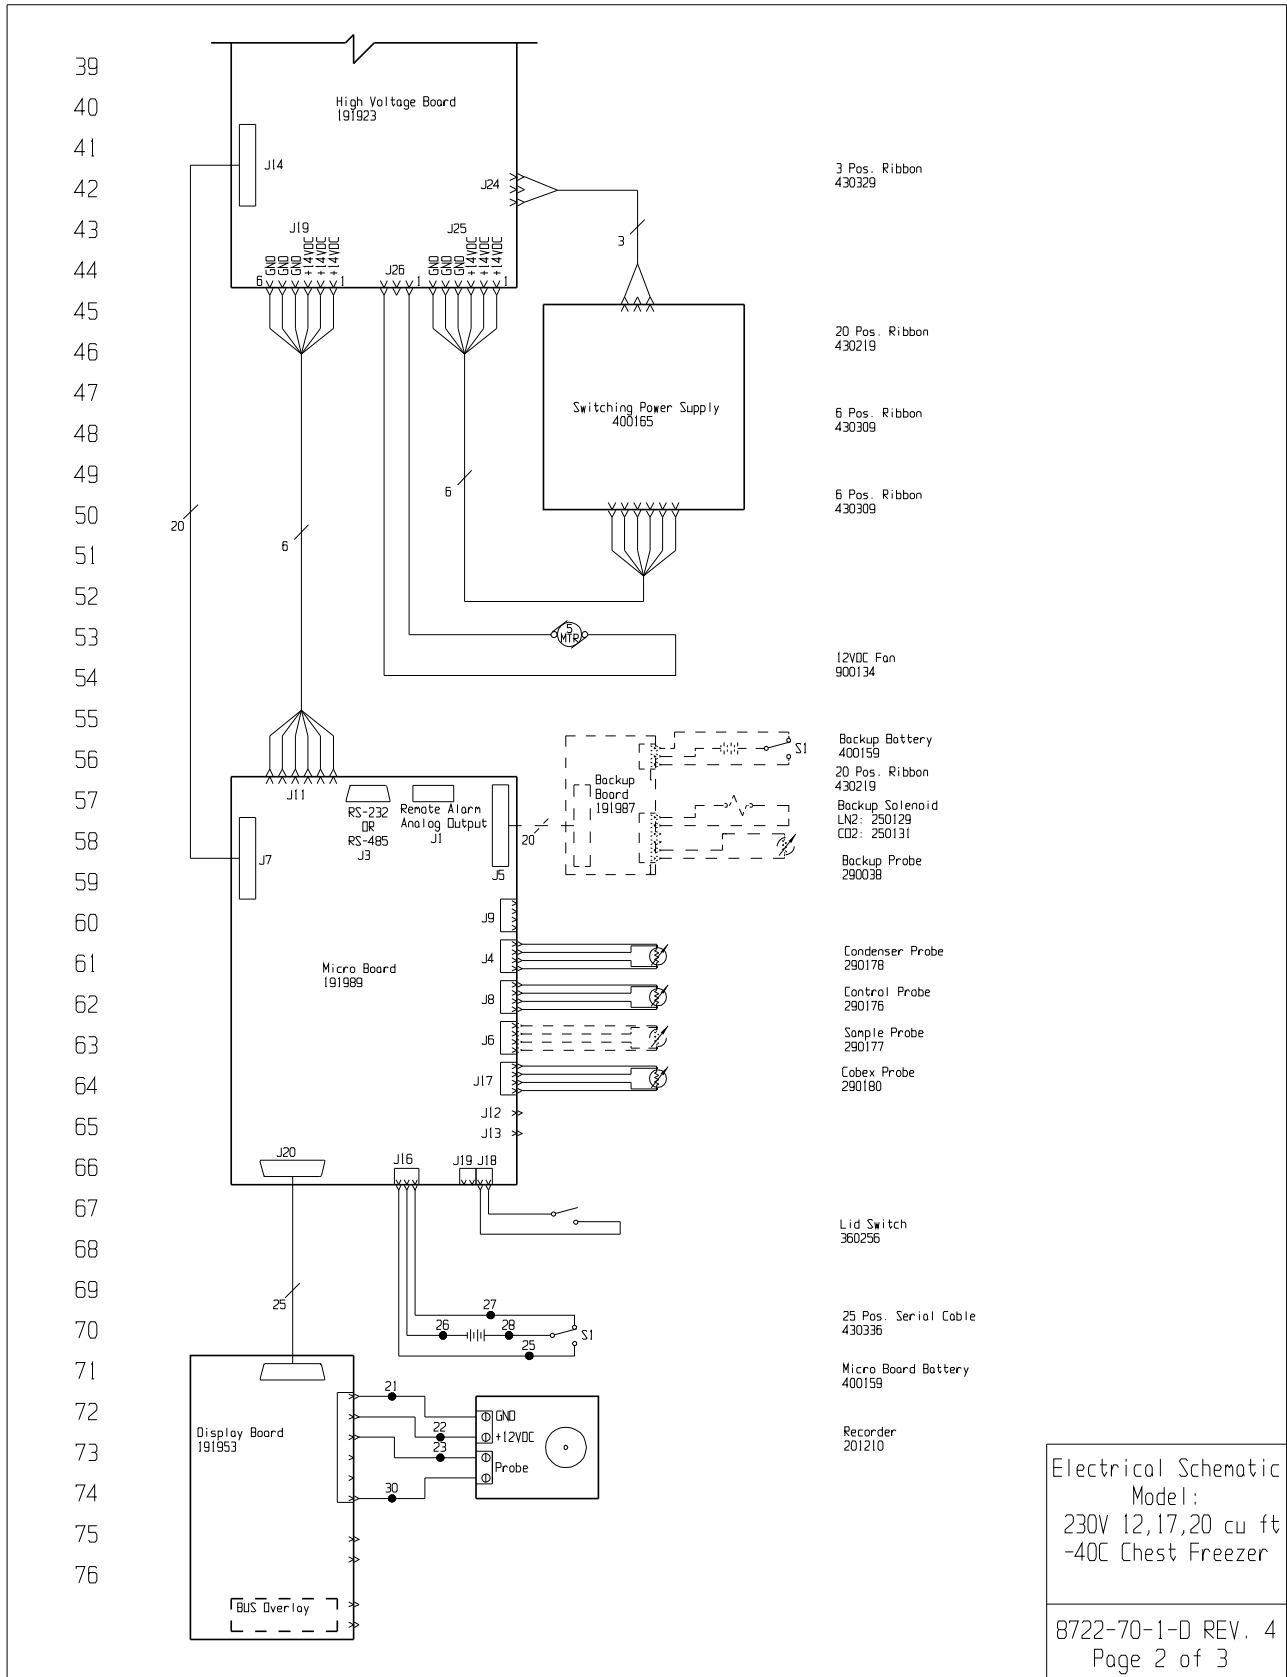 39
40
41
42
43
44
45
46
47
48
49
50
51
52
53
54
55
56
57
58
59
60
61
62
63
64
65
66
67
68
69
70
71
72
73
74
75
76
High Voltage Board
191923
J14
J24
J19
J25
J26
GND
GND
GND
+14VDC
+14VDC
+14VDC
6
1
1
GND
GND
GND
+14VDC
+14VDC
+14VDC
1
3
Switching Power Supply
400165
6
20
6
5
MTR
3 Pos. Ribbon
430329
20 Pos. Ribbon
430219
6 Pos. Ribbon
430309
6 Pos. Ribbon
430309
12VDC Fan
900134
J11
RS-232
OR
RS-485
J3
Remote Alarm
Analog Output
J1
J7
J5
20
Backup
Board
191987
1
1
S1
Backup Battery
400159
20 Pos. Ribbon
430219
Backup Solenoid
LN2: 250129
CO2: 250131
Backup Probe
290038
J9
J4
J8
J6
J17
J12
J13
Micro Board
191989
J20
J16
J19
J18
Condenser Probe
290178
Control Probe
290176
Sample Probe
290177
Cobex Probe
290180
Lid Switch
360256
25
27
26
28
25
S1
25 Pos. Serial Cable
430336
Micro Board Battery
400159
Display Board
191953
21
22
23
30
GND
+12VDC
Probe
Recorder
201210
BUS Overlay
Electrical Schematic
Model:
230V 12,17,20 cu ft
-40C Chest Freezer
8722-70-1-D REV. 4
Page 2 of 3